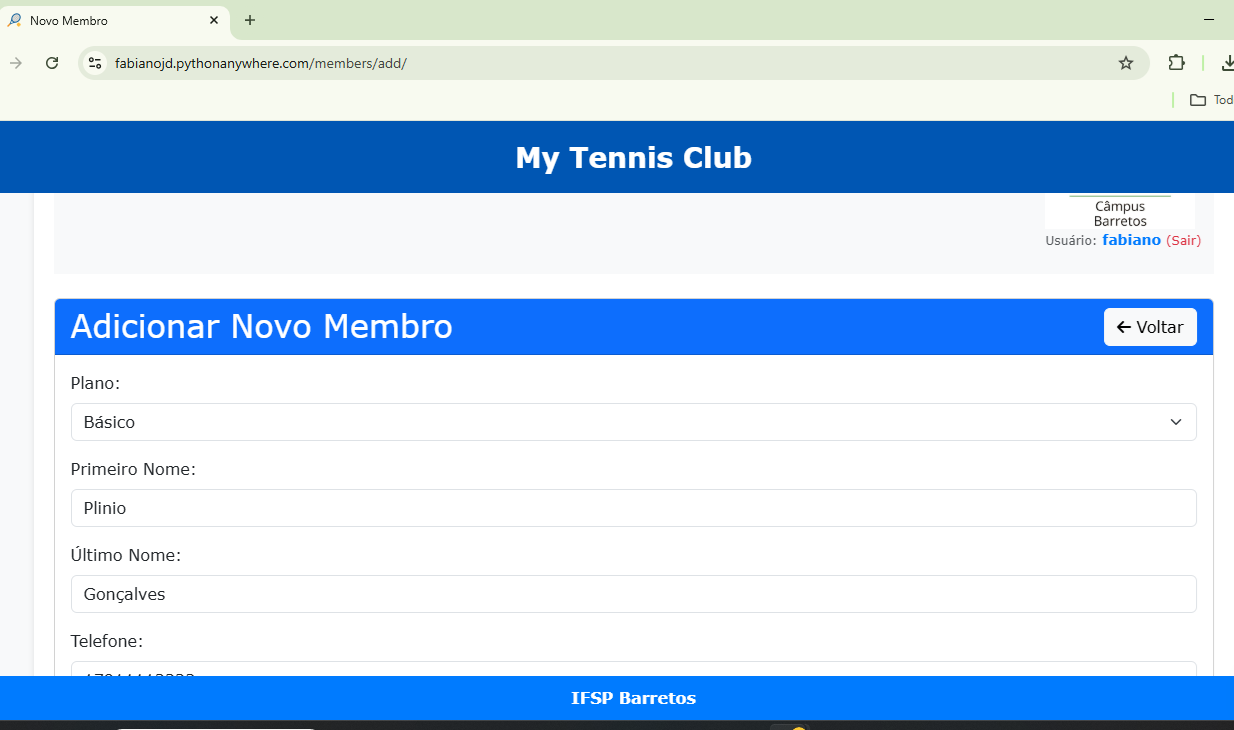 Novo Membro
fabianojd.pythonanywhere.com/members/add/
Tod
My Tennis Club
Câmpus
Barretos
Usuário: fabiano (Sair)
Adicionar Novo Membro
Voltar
Plano:
Básico
Primeiro Nome:
Plinio
Último Nome:
Gonçalves
Telefone:
IFSP Barretos